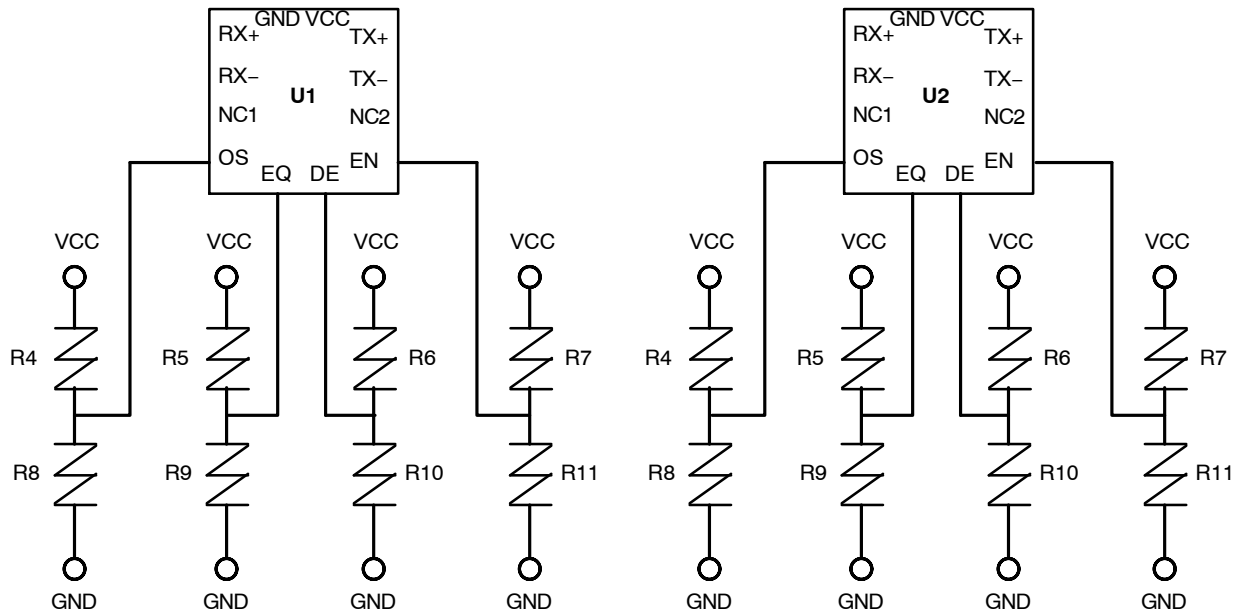 GND VCC
RX+ TX+
RX− TX−
U1
NC1 NC2
OS EN
EQ DE
VCC VCC VCC VCC
R4 R5 R6 R7
R8 R9 R10 R11
GND GND GND GND
GND VCC
RX+ TX+
RX− TX−
U2
NC1 NC2
OS EN
EQ DE
VCC VCC VCC VCC
R4 R5 R6 R7
R8 R9 R10 R11
GND GND GND GND